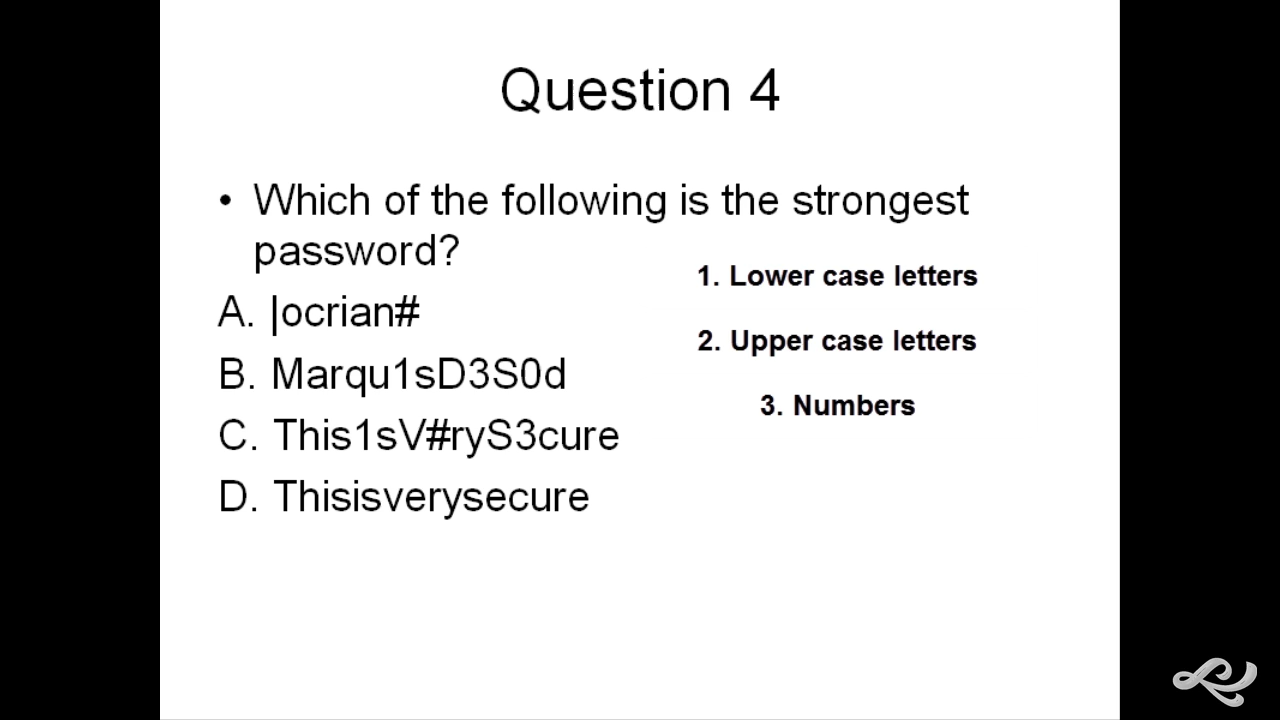 Question 4
• Which of the following is the strongest
password?
A. |ocrian#
B. Marqu1sD3S0d
C. This1sV#ryS3cure
D. Thisisverysecure
1. Lower case letters
2. Upper case letters
3. Numbers